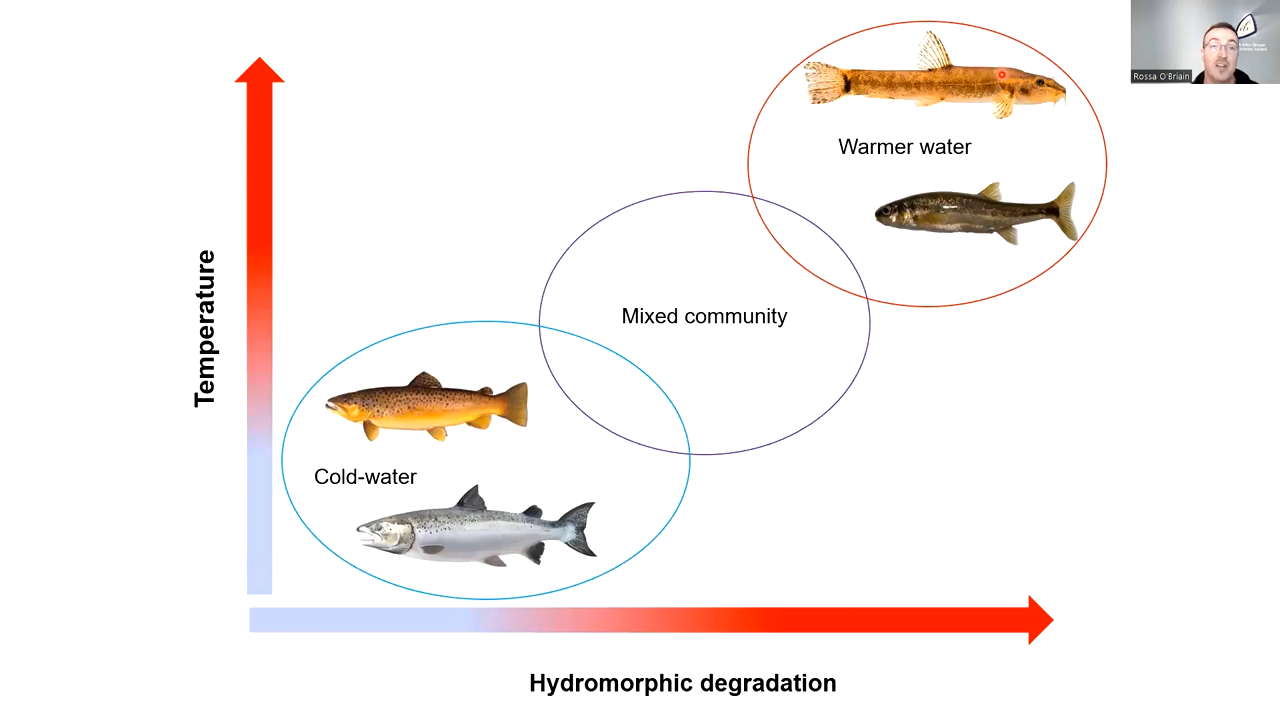 Rossa O'Briain
Warmer water
Mixed community
Temperature
Cold-water
Hydromorphic degradation